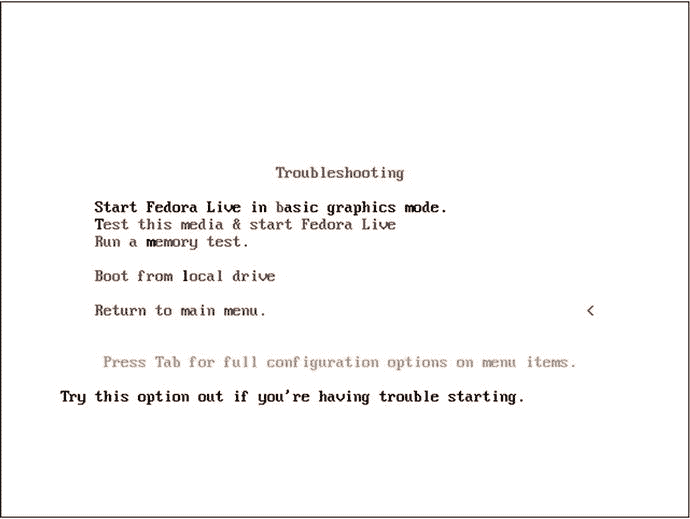 Troubleshooting
Start Fedora Live in basic graphics mode.
Test this media & start Fedora Live
Run a memory test.
Boot from local drive
Return to main menu. <
Press Tab for full configuration options on menu items.
Try this option out if you're having trouble starting.